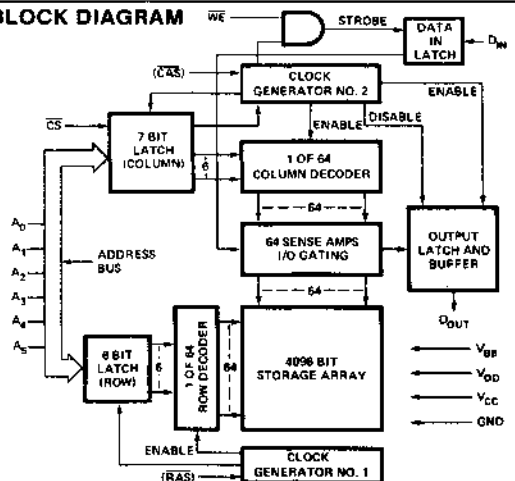 BLOCK DIAGRAM
WE
STROBE
DATA
IN
LATCH
DIN
(CAS)
CLOCK
GENERATOR NO. 2
ENABLE
CS
ENABLE
DISABLE
7 BIT
LATCH
(COLUMN)
6
1 OF 64
COLUMN DECODER
64
A0
A1
A2
A3
A4
A5
ADDRESS
BUS
64 SENSE AMPS
I/O GATING
OUTPUT
LATCH AND
BUFFER
64
DOUT
6 BIT
LATCH
(ROW)
6
1 OF 64
ROW DECODER
64
4096 BIT
STORAGE ARRAY
VBB
VDD
VCC
GND
ENABLE
(RAS)
CLOCK
GENERATOR NO. 1